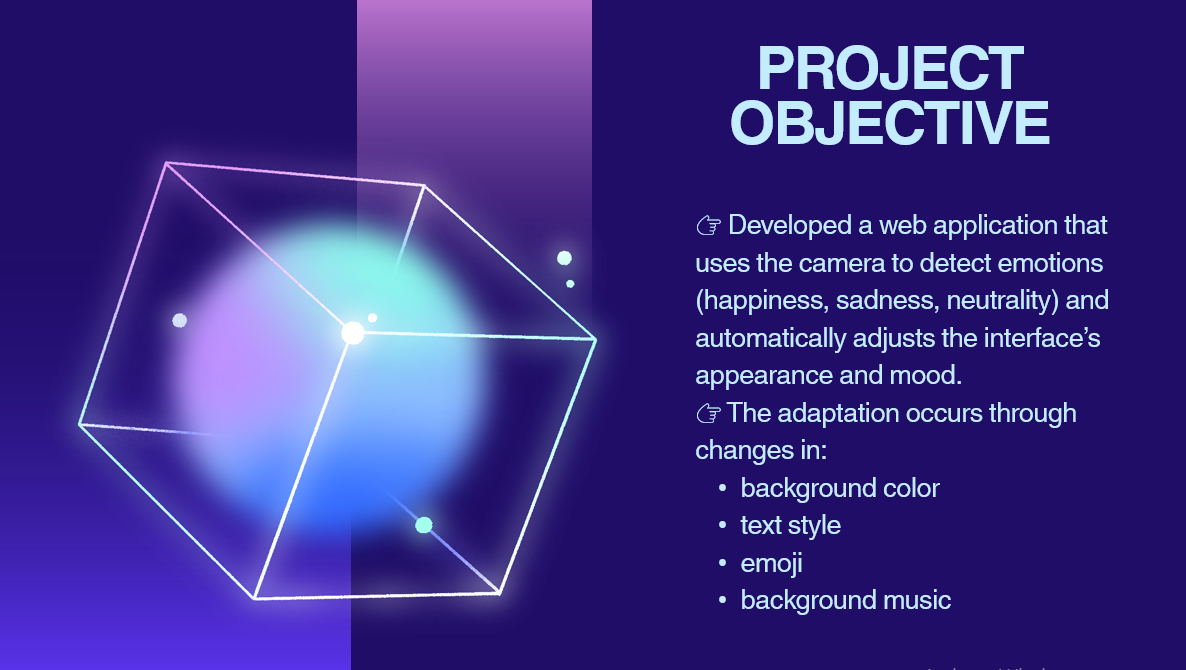 PROJECT
OBJECTIVE
👉 Developed a web application that
uses the camera to detect emotions
(happiness, sadness, neutrality) and
automatically adjusts the interface’s
appearance and mood.
👉 The adaptation occurs through
changes in:
• background color
• text style
• emoji
• background music